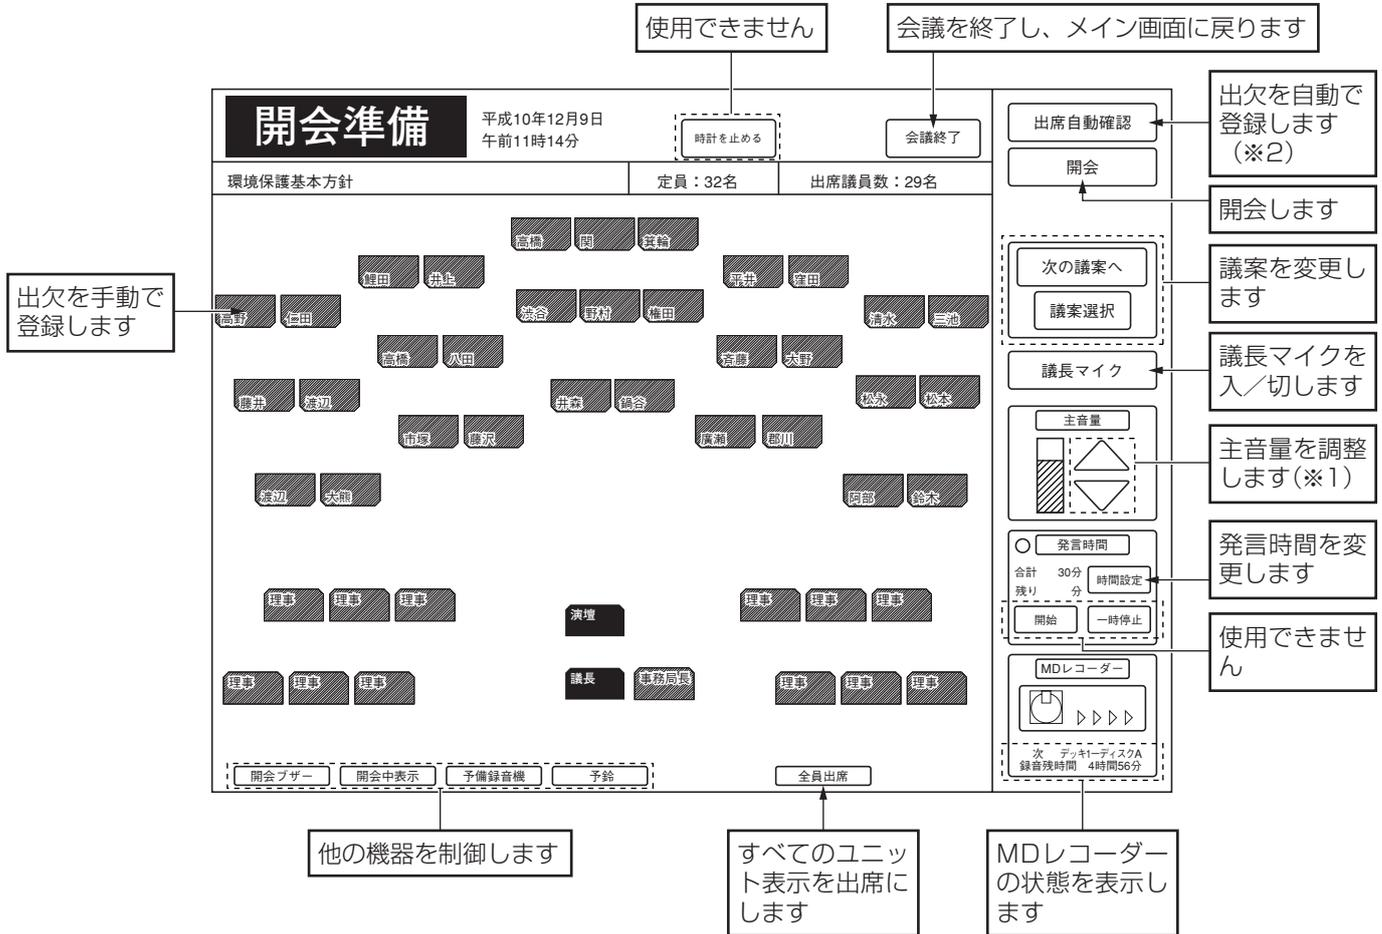 使用できません
会議を終了し、メイン画面に戻ります
開会準備
平成10年12月9日
午前11時14分
時計を止める
会議終了
出席自動確認
出欠を自動で
登録します
（※2）
環境保護基本方針
定員：32名
出席議員数：29名
開会
開会します
高橋
関
箕輪
鯉田
井上
平井
窪田
次の議案へ
議案選択
議案を変更し
ます
出欠を手動で
登録します
高野
仁田
渋谷
野村
権田
清水
三池
高橋
八田
斉藤
大野
議長マイク
議長マイクを
入／切します
藤井
渡辺
井森
鍋谷
松永
松本
市塚
藤沢
廣瀬
郡川
主音量
主音量を調整
します（※1）
渡辺
大熊
阿部
鈴木
発言時間
合計 30分
残り 分
時間設定
開始
一時停止
発言時間を変
更します
使用できませ
ん
理事
理事
理事
演壇
理事
理事
理事
理事
理事
理事
議長
事務局長
理事
理事
理事
MDレコーダー
次 デッキ1ーディスクA
録音残時間 4時間56分
開会ブザー
開会中表示
予備録音機
予鈴
全員出席
他の機器を制御します
すべてのユニッ
ト表示を出席に
します
MDレコーダー
の状態を表示し
ます